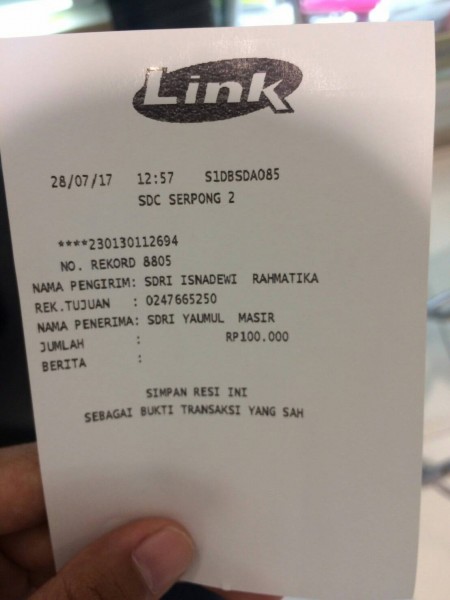 Link
28/07/17 12:57 S1DBSDA085
SDC SERPONG 2
****230130112694
NO. REKORD 8805
NAMA PENGIRIM: SDRI ISNADEWI RAHMATIKA
REK.TUJUAN : 0247665250
NAMA PENERIMA: SDRI YAUMUL MASIR
JUMLAH : RP100.000
BERITA :
SIMPAN RESI INI
SEBAGAI BUKTI TRANSAKSI YANG SAH